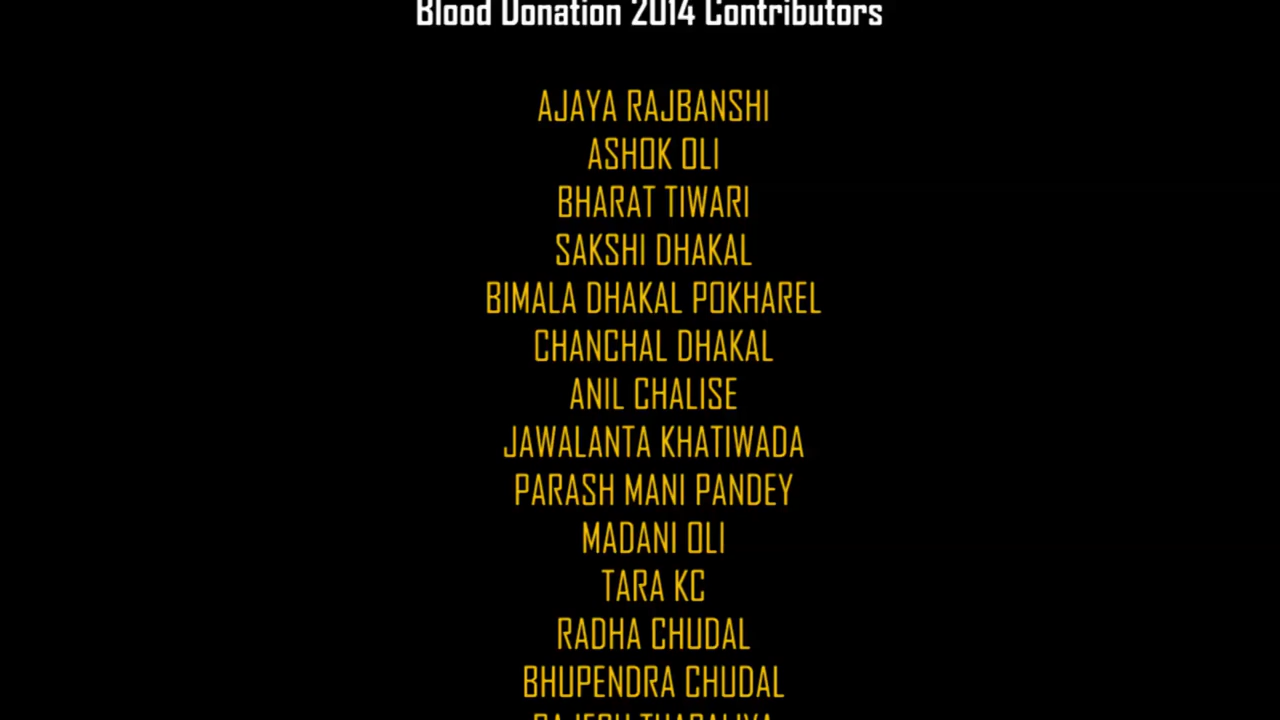 Blood Donation 2014 Contributors
AJAYA RAJBANSHI
ASHOK OLI
BHARAT TIWARI
SAKSHI DHAKAL
BIMALA DHAKAL POKHAREL
CHANCHAL DHAKAL
ANIL CHALISE
JAWALANTA KHATIWADA
PARASH MANI PANDEY
MADANI OLI
TARA KC
RADHA CHUDAL
BHUPENDRA CHUDAL